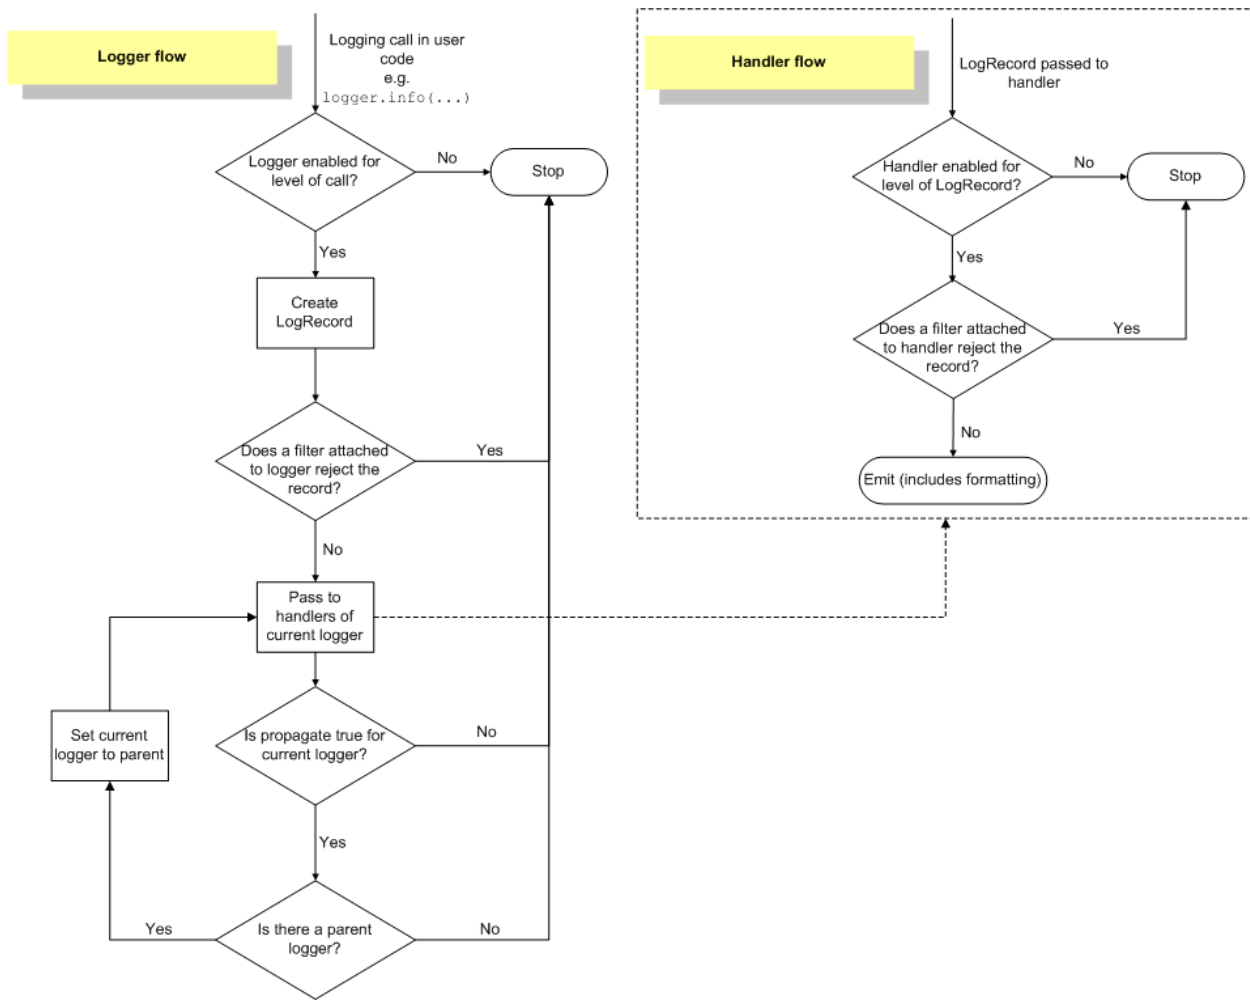 Logger flow
Logging call in user
code
e.g.
logger.info(...)
Logger enabled for
level of call?
No
Stop
Yes
Create
LogRecord
Does a filter attached
to logger reject the
record?
Yes
No
Pass to
handlers of
current logger
Set current
logger to parent
Is propagate true for
current logger?
No
Yes
Is there a parent
logger?
Yes
No
Handler flow
LogRecord passed to
handler
Handler enabled for
level of LogRecord?
No
Stop
Yes
Does a filter attached
to handler reject the
record?
Yes
No
Emit (includes formatting)